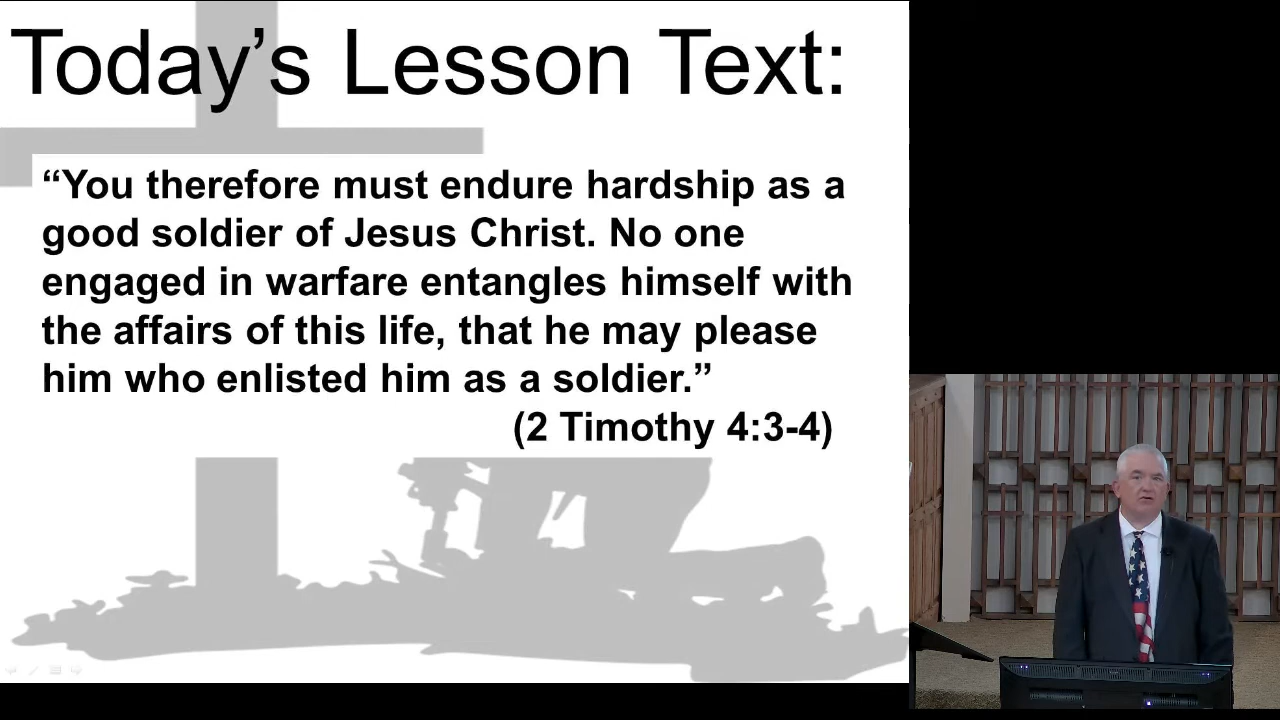 Today’s Lesson Text:
“You therefore must endure hardship as a
good soldier of Jesus Christ. No one
engaged in warfare entangles himself with
the affairs of this life, that he may please
him who enlisted him as a soldier.”
(2 Timothy 4:3-4)